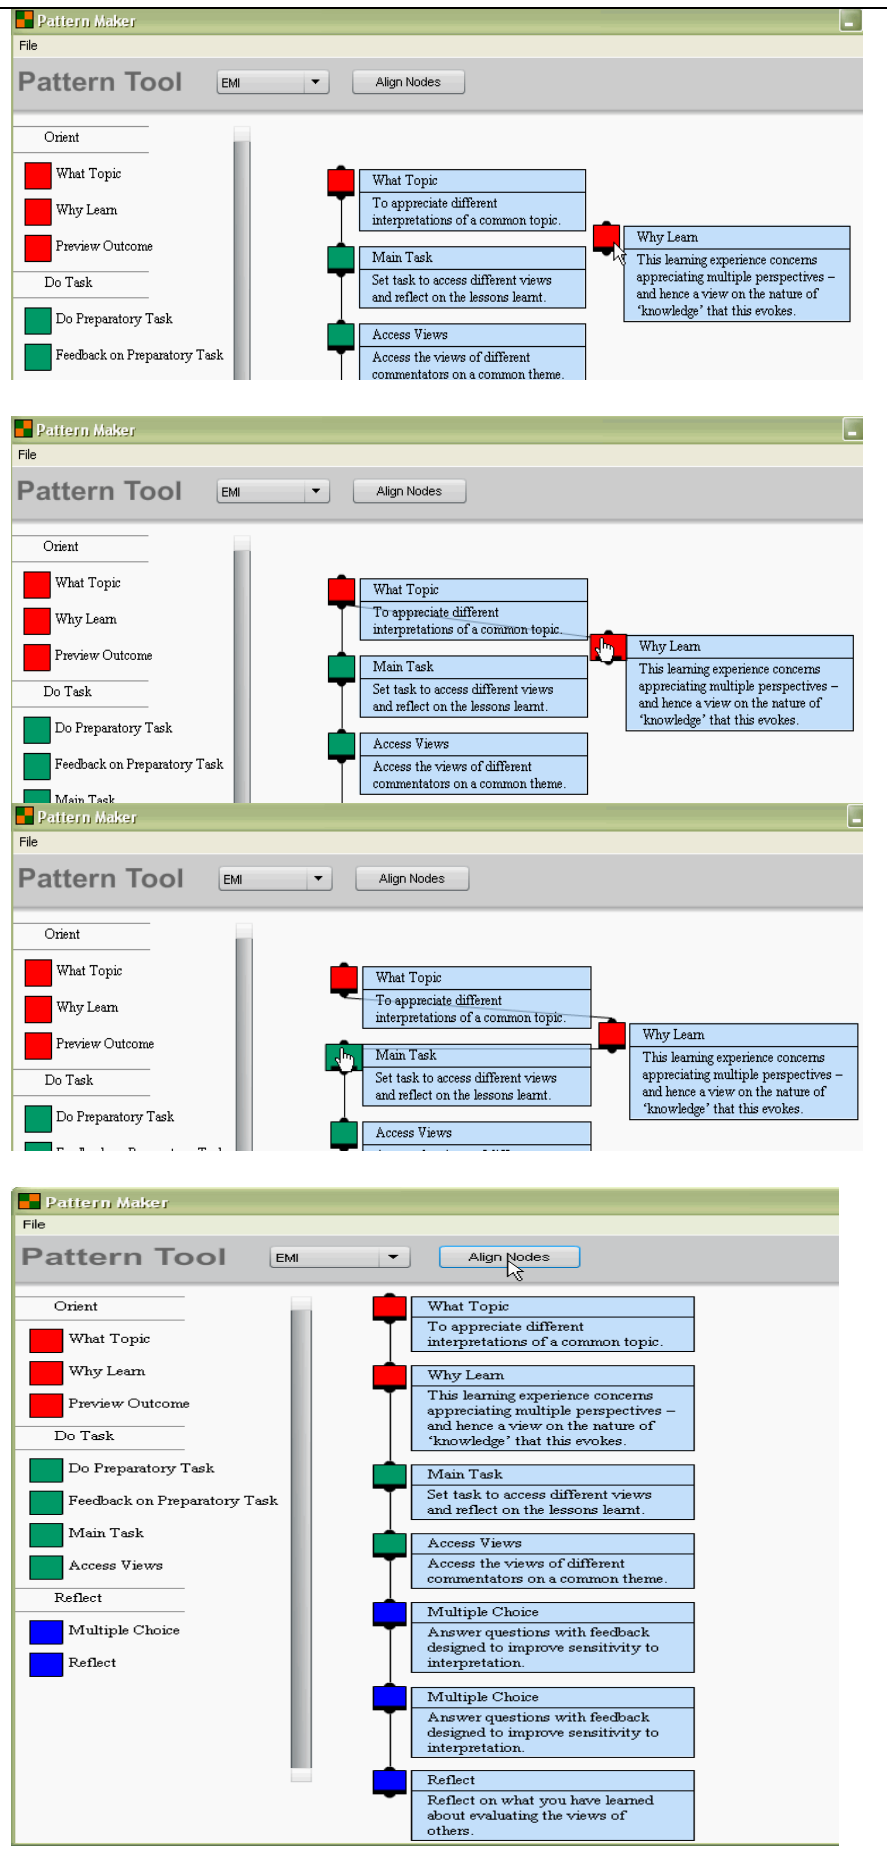 Pattern Maker
File
Pattern Tool EMI Align Nodes
Orient
What Topic
Why Learn
Preview Outcome
Do Task
Do Preparatory Task
Feedback on Preparatory Task
What Topic
To appreciate different
interpretations of a common topic.
Why Learn
This learning experience concerns
appreciating multiple perspectives –
and hence a view on the nature of
‘knowledge’ that this evokes.
Main Task
Set task to access different views
and reflect on the lessons learnt.
Access Views
Access the views of different
commentators on a common theme.
Pattern Maker
File
Pattern Tool EMI Align Nodes
Orient
What Topic
Why Learn
Preview Outcome
Do Task
Do Preparatory Task
Feedback on Preparatory Task
Main Task
What Topic
To appreciate different
interpretations of a common topic.
Why Learn
This learning experience concerns
appreciating multiple perspectives –
and hence a view on the nature of
‘knowledge’ that this evokes.
Main Task
Set task to access different views
and reflect on the lessons learnt.
Access Views
Access the views of different
commentators on a common theme.
Pattern Maker
File
Pattern Tool EMI Align Nodes
Orient
What Topic
Why Learn
Preview Outcome
Do Task
Do Preparatory Task
What Topic
To appreciate different
interpretations of a common topic.
Why Learn
This learning experience concerns
appreciating multiple perspectives –
and hence a view on the nature of
‘knowledge’ that this evokes.
Main Task
Set task to access different views
and reflect on the lessons learnt.
Access Views
Pattern Maker
File
Pattern Tool EMI Align Nodes
Orient
What Topic
Why Learn
Preview Outcome
Do Task
Do Preparatory Task
Feedback on Preparatory Task
Main Task
Access Views
Reflect
Multiple Choice
Reflect
What Topic
To appreciate different
interpretations of a common topic.
Why Learn
This learning experience concerns
appreciating multiple perspectives –
and hence a view on the nature of
‘knowledge’ that this evokes.
Main Task
Set task to access different views
and reflect on the lessons learnt.
Access Views
Access the views of different
commentators on a common theme.
Multiple Choice
Answer questions with feedback
designed to improve sensitivity to
interpretation.
Multiple Choice
Answer questions with feedback
designed to improve sensitivity to
interpretation.
Reflect
Reflect on what you have learned
about evaluating the views of
others.